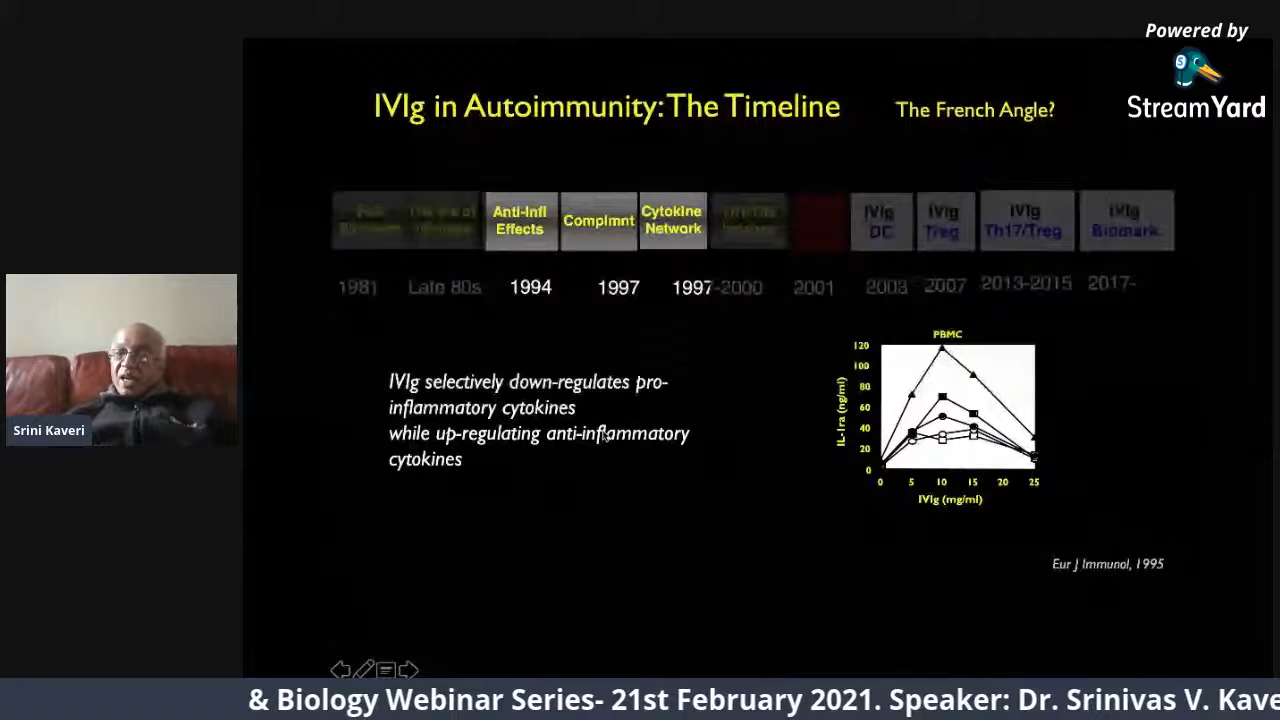 Powered by
StreamYard
IVIg in Autoimmunity: The Timeline
The French Angle?
Anti-Infl
Effects
Complmnt
Cytokine
Network
IVIg
DC
IVIg
Treg
IVIg
Th17/Treg
IVIg
Biomark.
1981
Late 80s
1994
1997
1997-2000
2001
2003
2007
2013-2015
2017-
IVIg selectively down-regulates pro-
inflammatory cytokines
while up-regulating anti-inflammatory
cytokines
PBMC
IL-1ra (ng/ml)
120
100
80
60
40
20
0
0 5 10 15 20 25
IVIg (mg/ml)
Eur J Immunol, 1995
Srini Kaveri
& Biology Webinar Series- 21st February 2021. Speaker: Dr. Srinivas V. Kave